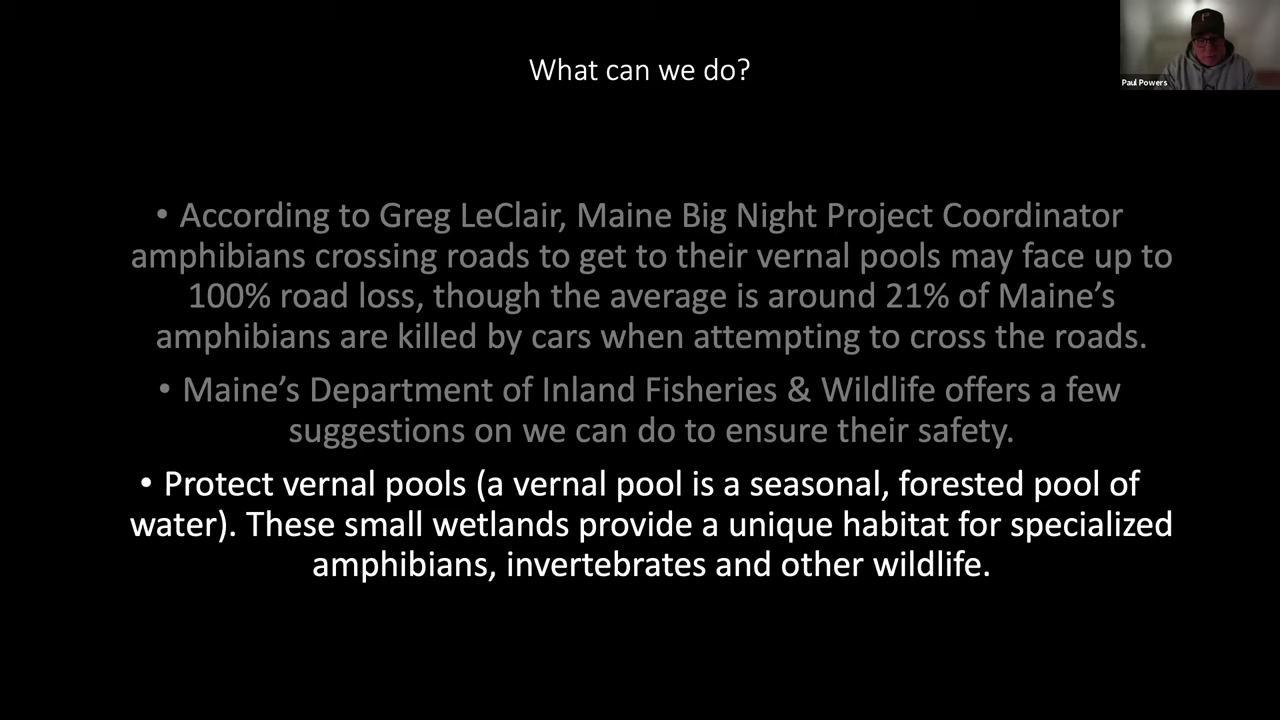 What can we do?
Paul Powers
• According to Greg LeClair, Maine Big Night Project Coordinator
amphibians crossing roads to get to their vernal pools may face up to
100% road loss, though the average is around 21% of Maine’s
amphibians are killed by cars when attempting to cross the roads.
• Maine’s Department of Inland Fisheries & Wildlife offers a few
suggestions on we can do to ensure their safety.
• Protect vernal pools (a vernal pool is a seasonal, forested pool of
water). These small wetlands provide a unique habitat for specialized
amphibians, invertebrates and other wildlife.